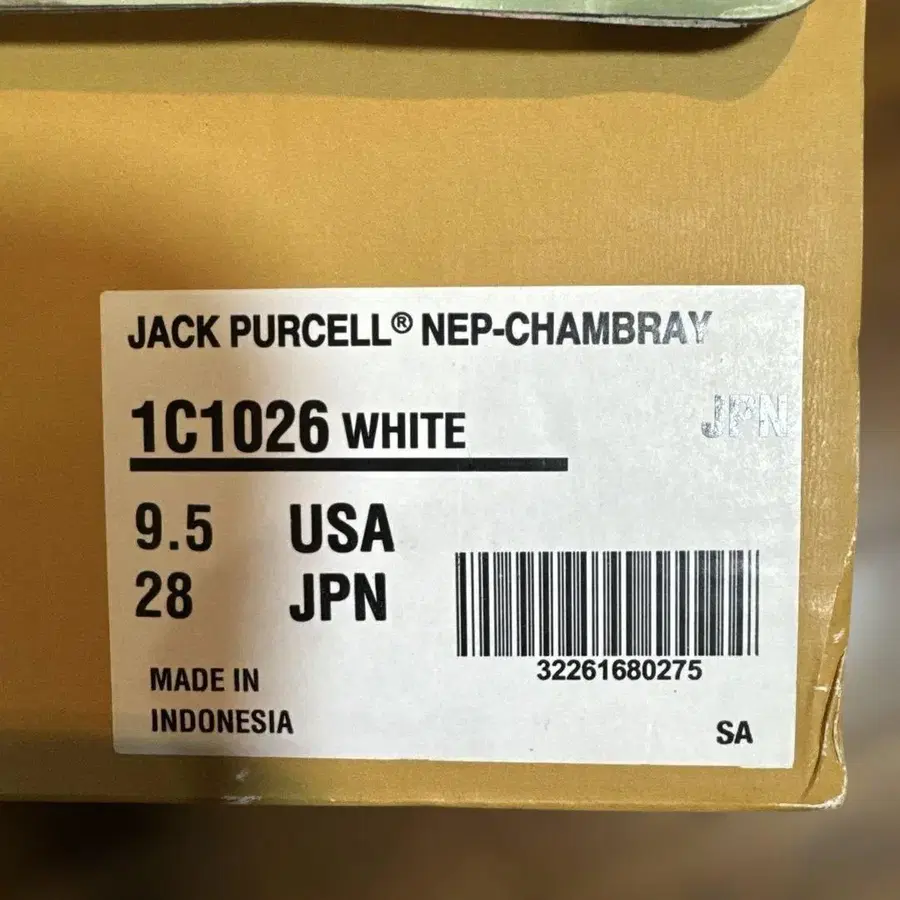 JACK PURCELL® NEP-CHAMBRAY
1C1026 WHITE
JPN
9.5 USA
28 JPN
32261680275
MADE IN
INDONESIA
SA